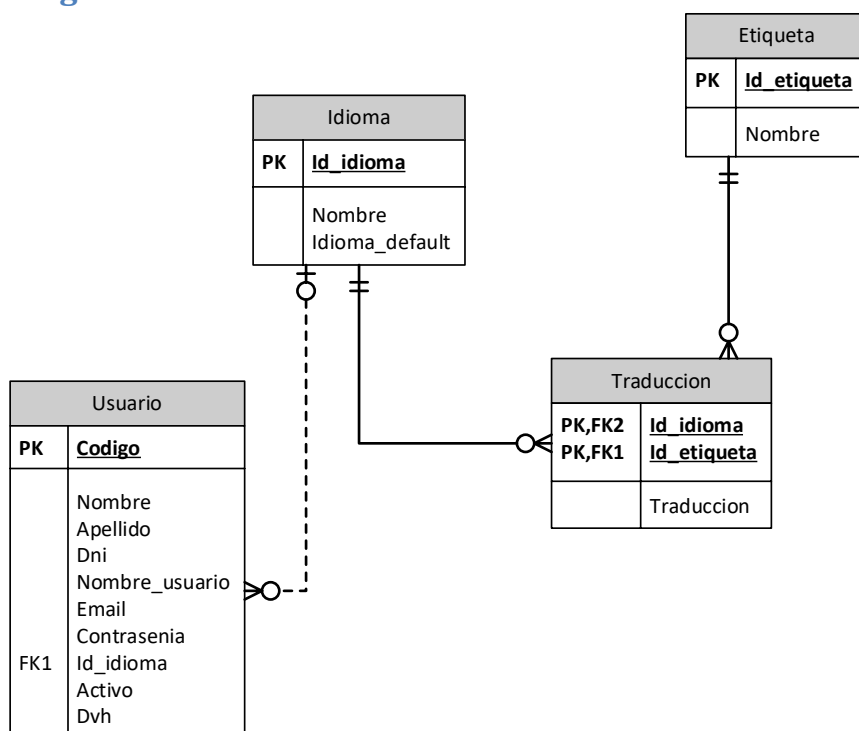 Etiqueta
PK Id_etiqueta
Nombre
Idioma
PK Id_idioma
Nombre
Idioma_default
Traduccion
PK,FK2 Id_idioma
PK,FK1 Id_etiqueta
Traduccion
Usuario
PK Codigo
Nombre
Apellido
Dni
Nombre_usuario
Email
Contrasenia
FK1 Id_idioma
Activo
Dvh